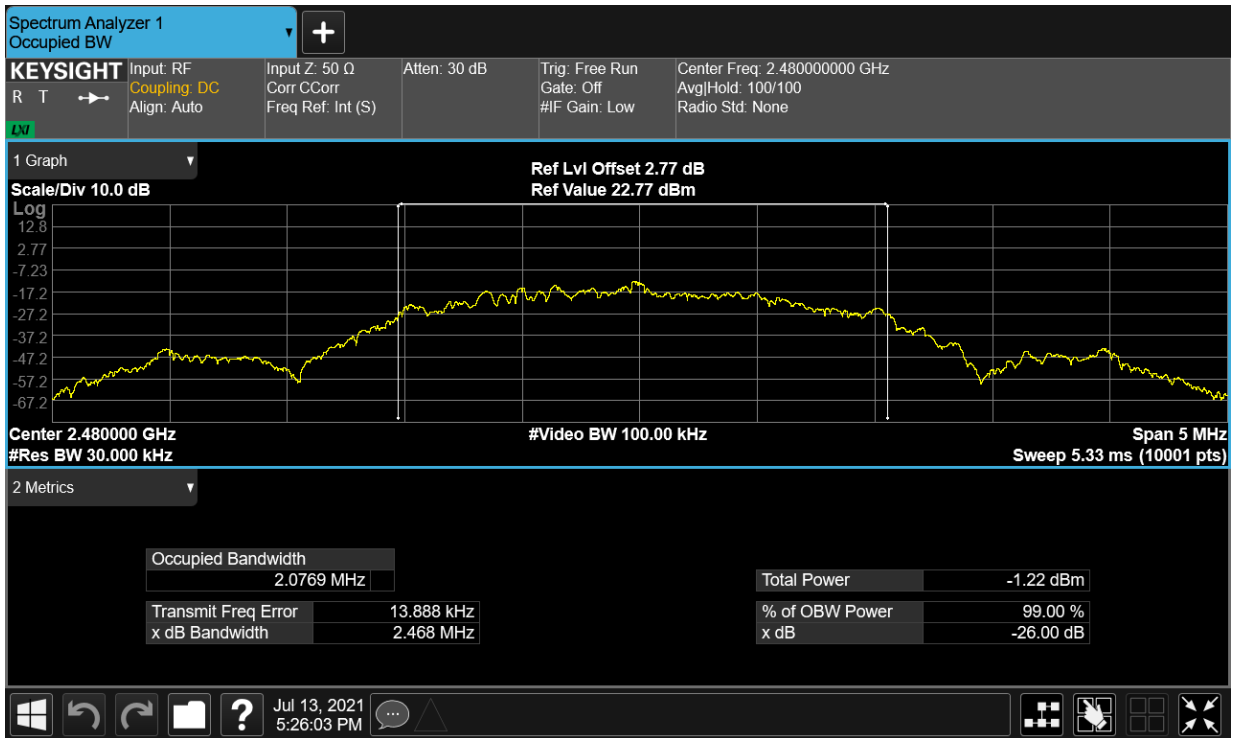 Spectrum Analyzer 1
Occupied BW
KEYSIGHT
R T
LXI
Input: RF
Coupling: DC
Align: Auto
Input Z: 50 Ω
Corr CCorr
Freq Ref: Int (S)
Atten: 30 dB
Trig: Free Run
Gate: Off
#IF Gain: Low
Center Freq: 2.480000000 GHz
Avg|Hold: 100/100
Radio Std: None
1 Graph
Scale/Div 10.0 dB
Ref Lvl Offset 2.77 dB
Ref Value 22.77 dBm
Log
12.8
2.77
-7.23
-17.2
-27.2
-37.2
-47.2
-57.2
-67.2
Center 2.480000 GHz
#Video BW 100.00 kHz
Span 5 MHz
#Res BW 30.000 kHz
Sweep 5.33 ms (10001 pts)
2 Metrics
Occupied Bandwidth
2.0769 MHz
Total Power -1.22 dBm
Transmit Freq Error 13.888 kHz
% of OBW Power 99.00 %
x dB Bandwidth 2.468 MHz
x dB -26.00 dB
?
Jul 13, 2021
5:26:03 PM